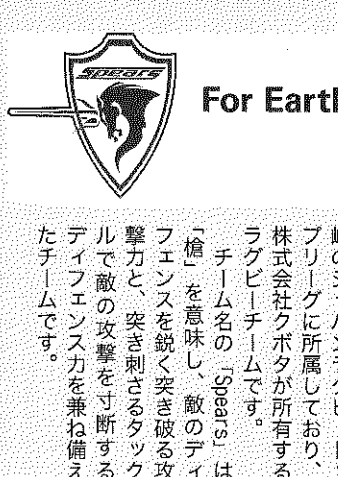 Spears
For Eart
プリーグに所属しており、
株式会社クボタが所有する
ラグビーチームです。
チーム名の「Spears」は
「槍」を意味し、敵のディ
フェンスを鋭く突き破る攻
撃力と、突き刺さるタック
ルで敵の攻撃を寸断する
ディフェンス力を兼ね備え
たチームです。